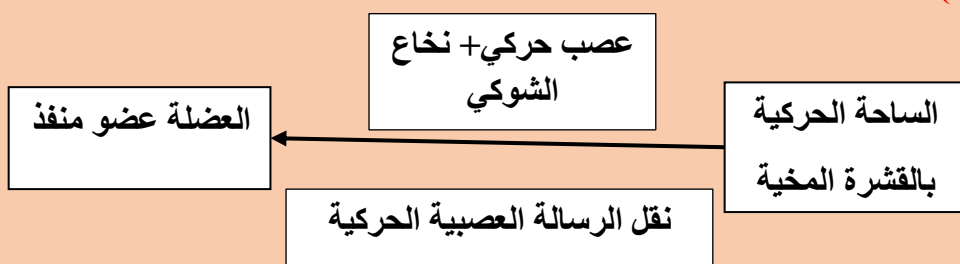 عصب حركي+ نخاع
الشوكي
الساحة الحركية
بالقشرة المخية
العضلة عضو منفذ
نقل الرسالة العصبية الحركية